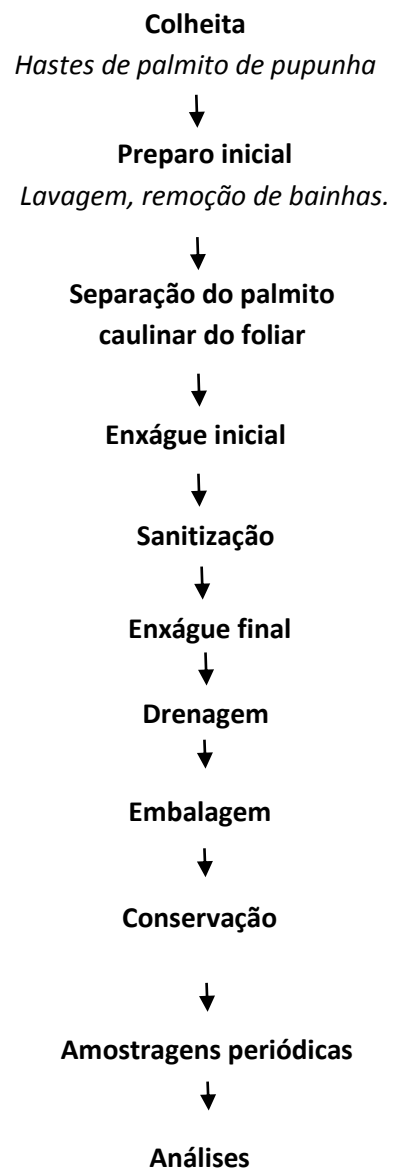 Colheita
Hastes de palmito de pupunha
Preparo inicial
Lavagem, remoção de bainhas.
Separação do palmito
caulinar do foliar
Enxágue inicial
Sanitização
Enxágue final
Drenagem
Embalagem
Conservação
Amostragens periódicas
Análises